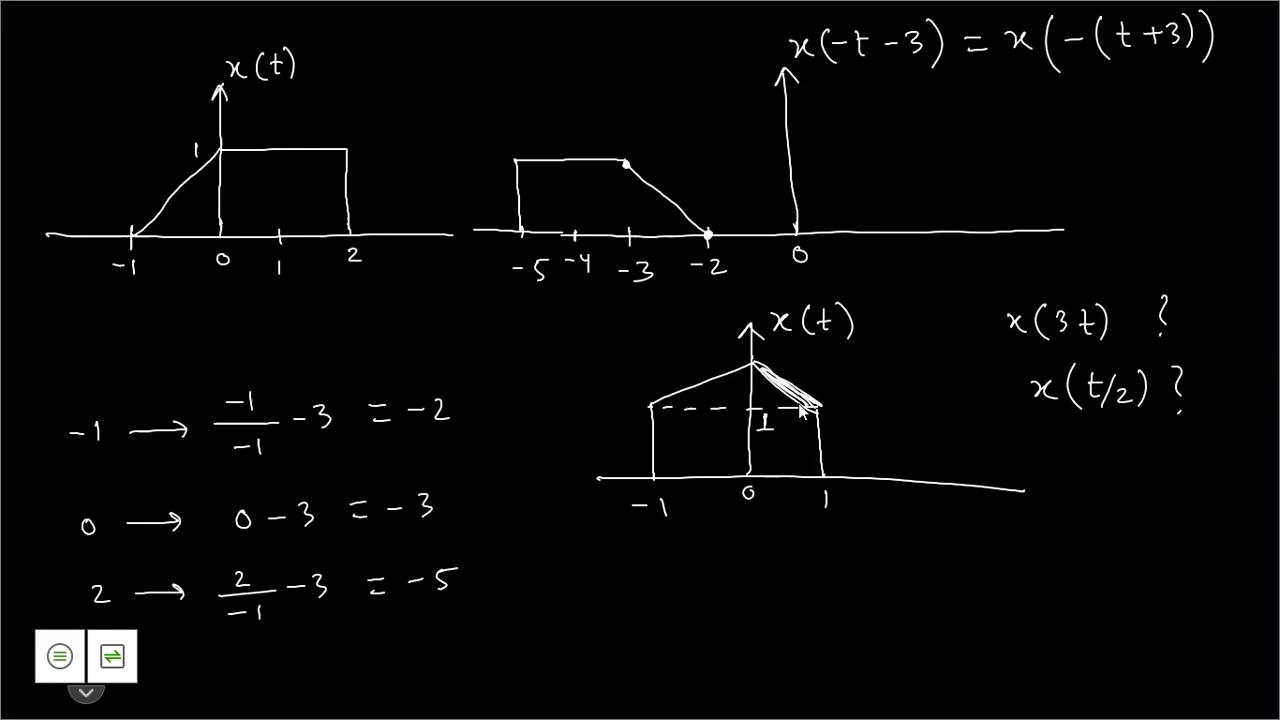 x(t)
x(-t-3) = x(-(t+3))
1
-1 0 1 2
-5 -4 -3 -2 0
x(t)
x(3t) ?
x(t/2) ?
1
-1 0 1
-1 → -1/-1 - 3 = -2
0 → 0 - 3 = -3
2 → 2/-1 - 3 = -5